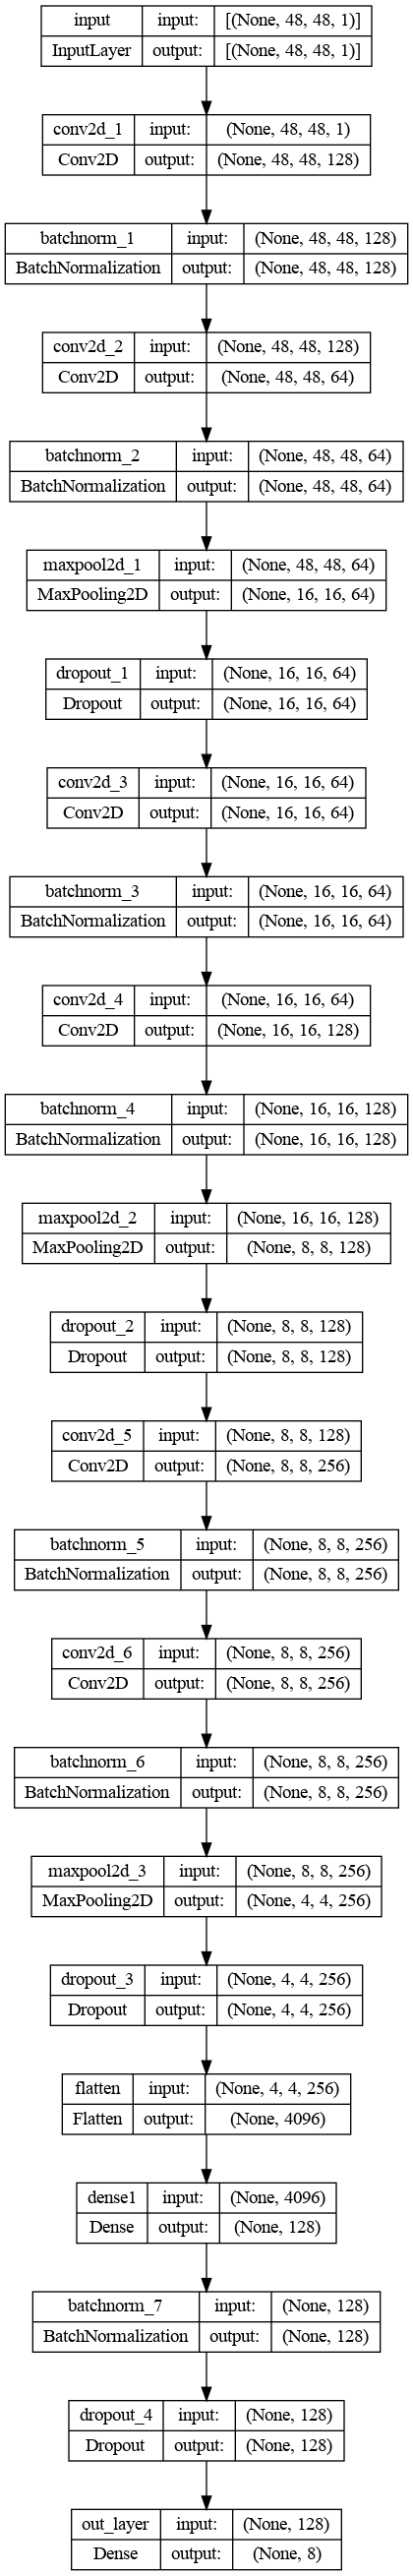 input input: [(None, 48, 48, 1)]
InputLayer output: [(None, 48, 48, 1)]
conv2d_1 input: (None, 48, 48, 1)
Conv2D output: (None, 48, 48, 128)
batchnorm_1 input: (None, 48, 48, 128)
BatchNormalization output: (None, 48, 48, 128)
conv2d_2 input: (None, 48, 48, 128)
Conv2D output: (None, 48, 48, 64)
batchnorm_2 input: (None, 48, 48, 64)
BatchNormalization output: (None, 48, 48, 64)
maxpool2d_1 input: (None, 48, 48, 64)
MaxPooling2D output: (None, 16, 16, 64)
dropout_1 input: (None, 16, 16, 64)
Dropout output: (None, 16, 16, 64)
conv2d_3 input: (None, 16, 16, 64)
Conv2D output: (None, 16, 16, 64)
batchnorm_3 input: (None, 16, 16, 64)
BatchNormalization output: (None, 16, 16, 64)
conv2d_4 input: (None, 16, 16, 64)
Conv2D output: (None, 16, 16, 128)
batchnorm_4 input: (None, 16, 16, 128)
BatchNormalization output: (None, 16, 16, 128)
maxpool2d_2 input: (None, 16, 16, 128)
MaxPooling2D output: (None, 8, 8, 128)
dropout_2 input: (None, 8, 8, 128)
Dropout output: (None, 8, 8, 128)
conv2d_5 input: (None, 8, 8, 128)
Conv2D output: (None, 8, 8, 256)
batchnorm_5 input: (None, 8, 8, 256)
BatchNormalization output: (None, 8, 8, 256)
conv2d_6 input: (None, 8, 8, 256)
Conv2D output: (None, 8, 8, 256)
batchnorm_6 input: (None, 8, 8, 256)
BatchNormalization output: (None, 8, 8, 256)
maxpool2d_3 input: (None, 8, 8, 256)
MaxPooling2D output: (None, 4, 4, 256)
dropout_3 input: (None, 4, 4, 256)
Dropout output: (None, 4, 4, 256)
flatten input: (None, 4, 4, 256)
Flatten output: (None, 4096)
dense1 input: (None, 4096)
Dense output: (None, 128)
batchnorm_7 input: (None, 128)
BatchNormalization output: (None, 128)
dropout_4 input: (None, 128)
Dropout output: (None, 128)
out_layer input: (None, 128)
Dense output: (None, 8)